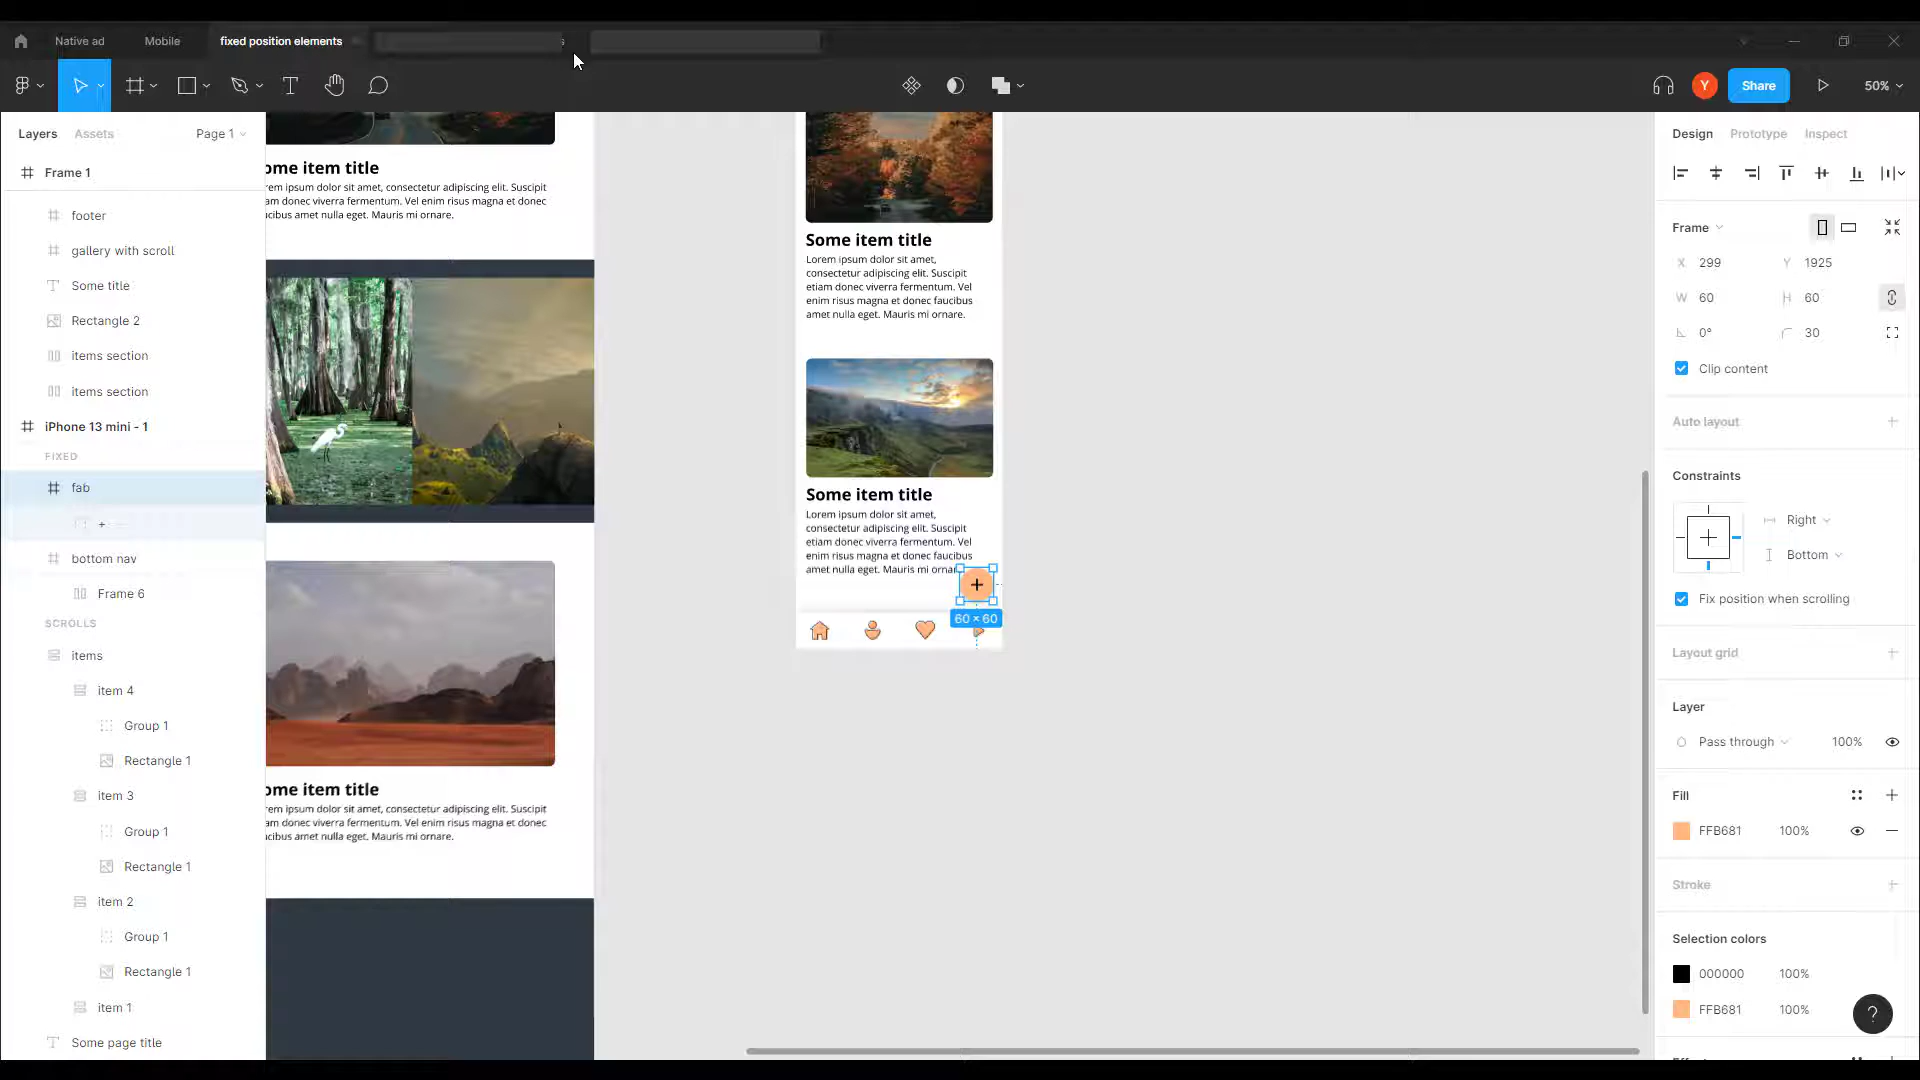 Native ad
Mobile
fixed position elements
s
Share
Y
50%
Layers
Assets
Page 1
Frame 1
footer
gallery with scroll
Some title
Rectangle 2
items section
items section
iPhone 13 mini - 1
FIXED
fab
+
bottom nav
Frame 6
SCROLLS
items
item 4
Group 1
Rectangle 1
item 3
Group 1
Rectangle 1
item 2
Group 1
Rectangle 1
item 1
Some page title
ome item title
rem ipsum dolor sit amet, consectetur adipiscing elit. Suscipit
am donec viverra fermentum. Vel enim risus magna et donec
ucibus amet nulla eget. Mauris mi ornare.
ome item title
rem ipsum dolor sit amet, consectetur adipiscing elit. Suscipit
am donec viverra fermentum. Vel enim risus magna et donec
ucibus amet nulla eget. Mauris mi ornare.
Some item title
Lorem ipsum dolor sit amet,
consectetur adipiscing elit. Suscipit
etiam donec viverra fermentum. Vel
enim risus magna et donec faucibus
amet nulla eget. Mauris mi ornare.
Some item title
Lorem ipsum dolor sit amet,
consectetur adipiscing elit. Suscipit
etiam donec viverra fermentum. Vel
enim risus magna et donec faucibus
amet nulla eget. Mauris mi ornar
+
60 × 60
Design
Prototype
Inspect
Frame
X 299
Y 1925
W 60
H 60
0°
30
Clip content
Auto layout
Constraints
Right
Bottom
Fix position when scrolling
Layout grid
Layer
Pass through
100%
Fill
FFB681
100%
Stroke
Selection colors
000000
100%
FFB681
100%
?